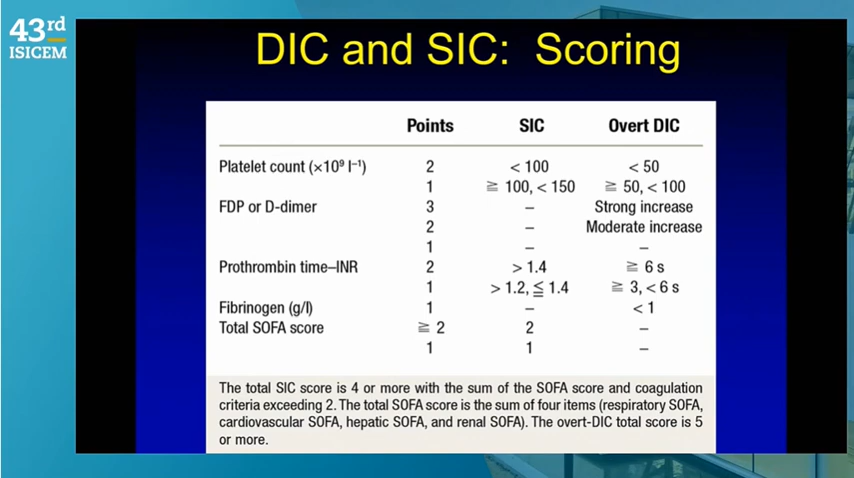 43rd
ISICEM
DIC and SIC: Scoring
Points SIC Overt DIC
Platelet count (×10⁹ l⁻¹) 2 < 100 < 50
1 ≧ 100, < 150 ≧ 50, < 100
FDP or D-dimer 3 – Strong increase
2 – Moderate increase
1 – –
Prothrombin time–INR 2 > 1.4 ≧ 6 s
1 > 1.2, ≦ 1.4 ≧ 3, < 6 s
Fibrinogen (g/l) 1 – < 1
Total SOFA score ≧ 2 2 –
1 1 –
The total SIC score is 4 or more with the sum of the SOFA score and coagulation
criteria exceeding 2. The total SOFA score is the sum of four items (respiratory SOFA,
cardiovascular SOFA, hepatic SOFA, and renal SOFA). The overt-DIC total score is 5
or more.